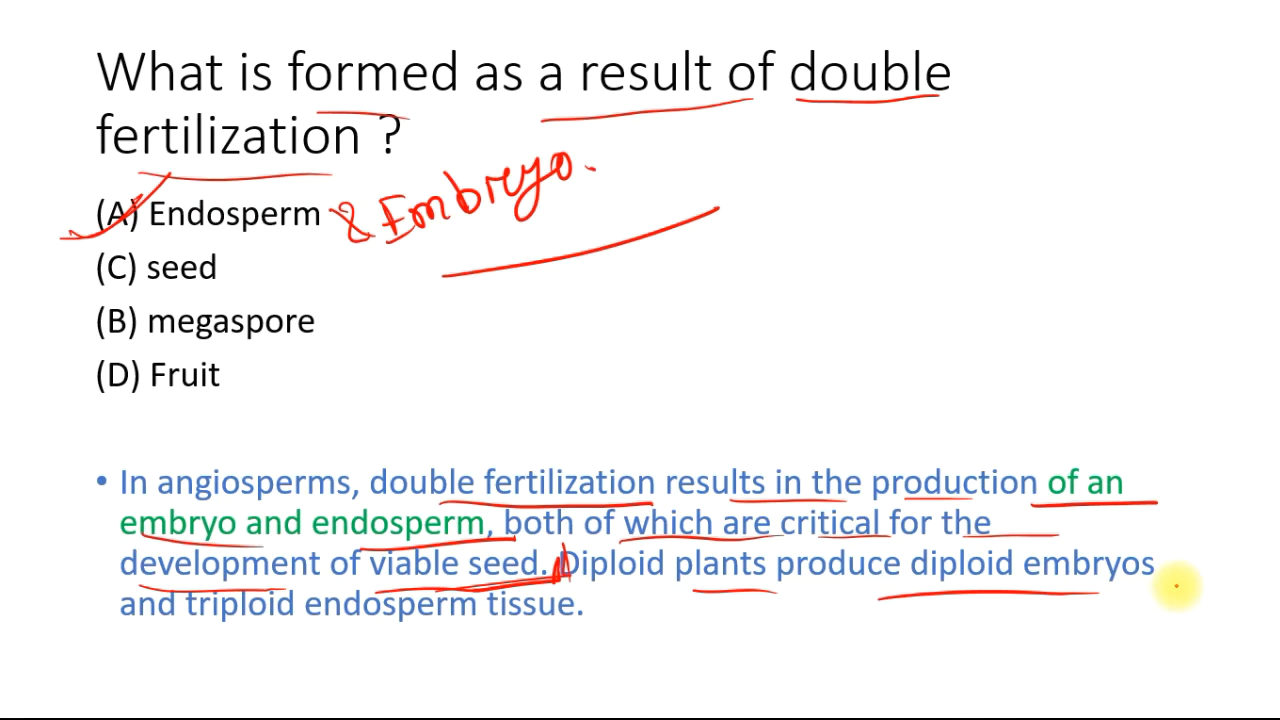 What is formed as a result of double
fertilization ?
(A) Endosperm & Embryo.
(C) seed
(B) megaspore
(D) Fruit
• In angiosperms, double fertilization results in the production of an
embryo and endosperm, both of which are critical for the
development of viable seed. Diploid plants produce diploid embryos
and triploid endosperm tissue.